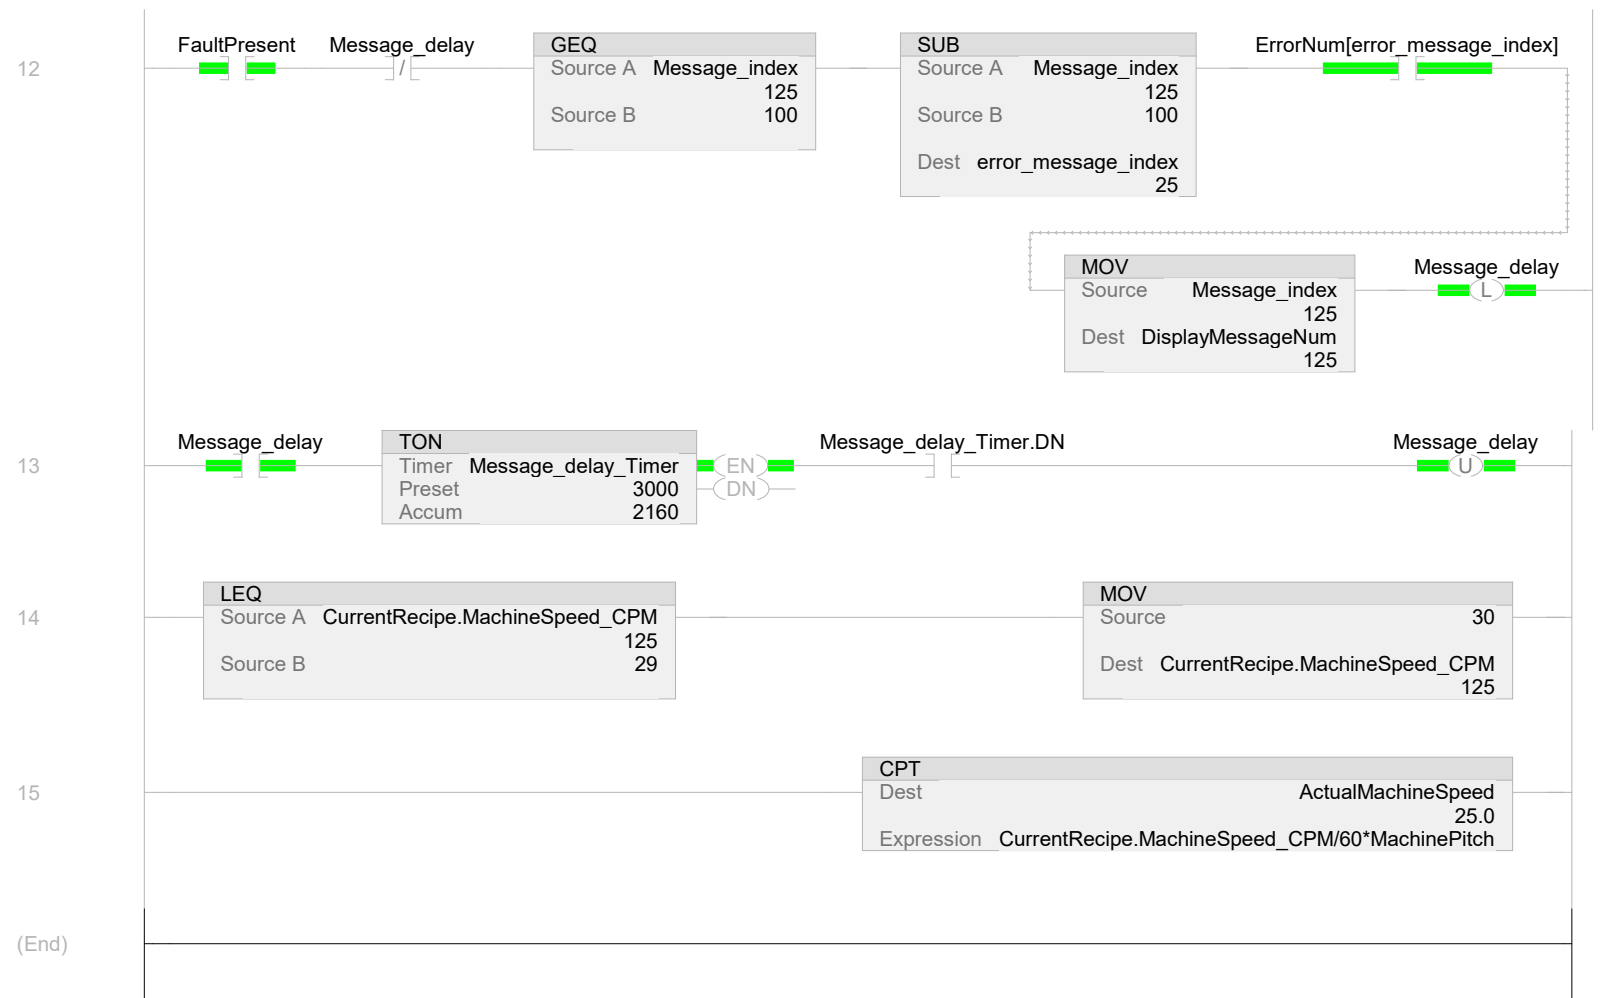 12
FaultPresent
Message_delay
/
GEQ
Source A Message_index
125
Source B 100
SUB
Source A Message_index
125
Source B 100
Dest error_message_index
25
ErrorNum[error_message_index]
MOV
Source Message_index
125
Dest DisplayMessageNum
125
Message_delay
L
13
Message_delay
TON
Timer Message_delay_Timer
Preset 3000
Accum 2160
EN
DN
Message_delay_Timer.DN
Message_delay
U
14
LEQ
Source A CurrentRecipe.MachineSpeed_CPM
125
Source B 29
MOV
Source 30
Dest CurrentRecipe.MachineSpeed_CPM
125
15
CPT
Dest ActualMachineSpeed
25.0
Expression CurrentRecipe.MachineSpeed_CPM/60*MachinePitch
(End)